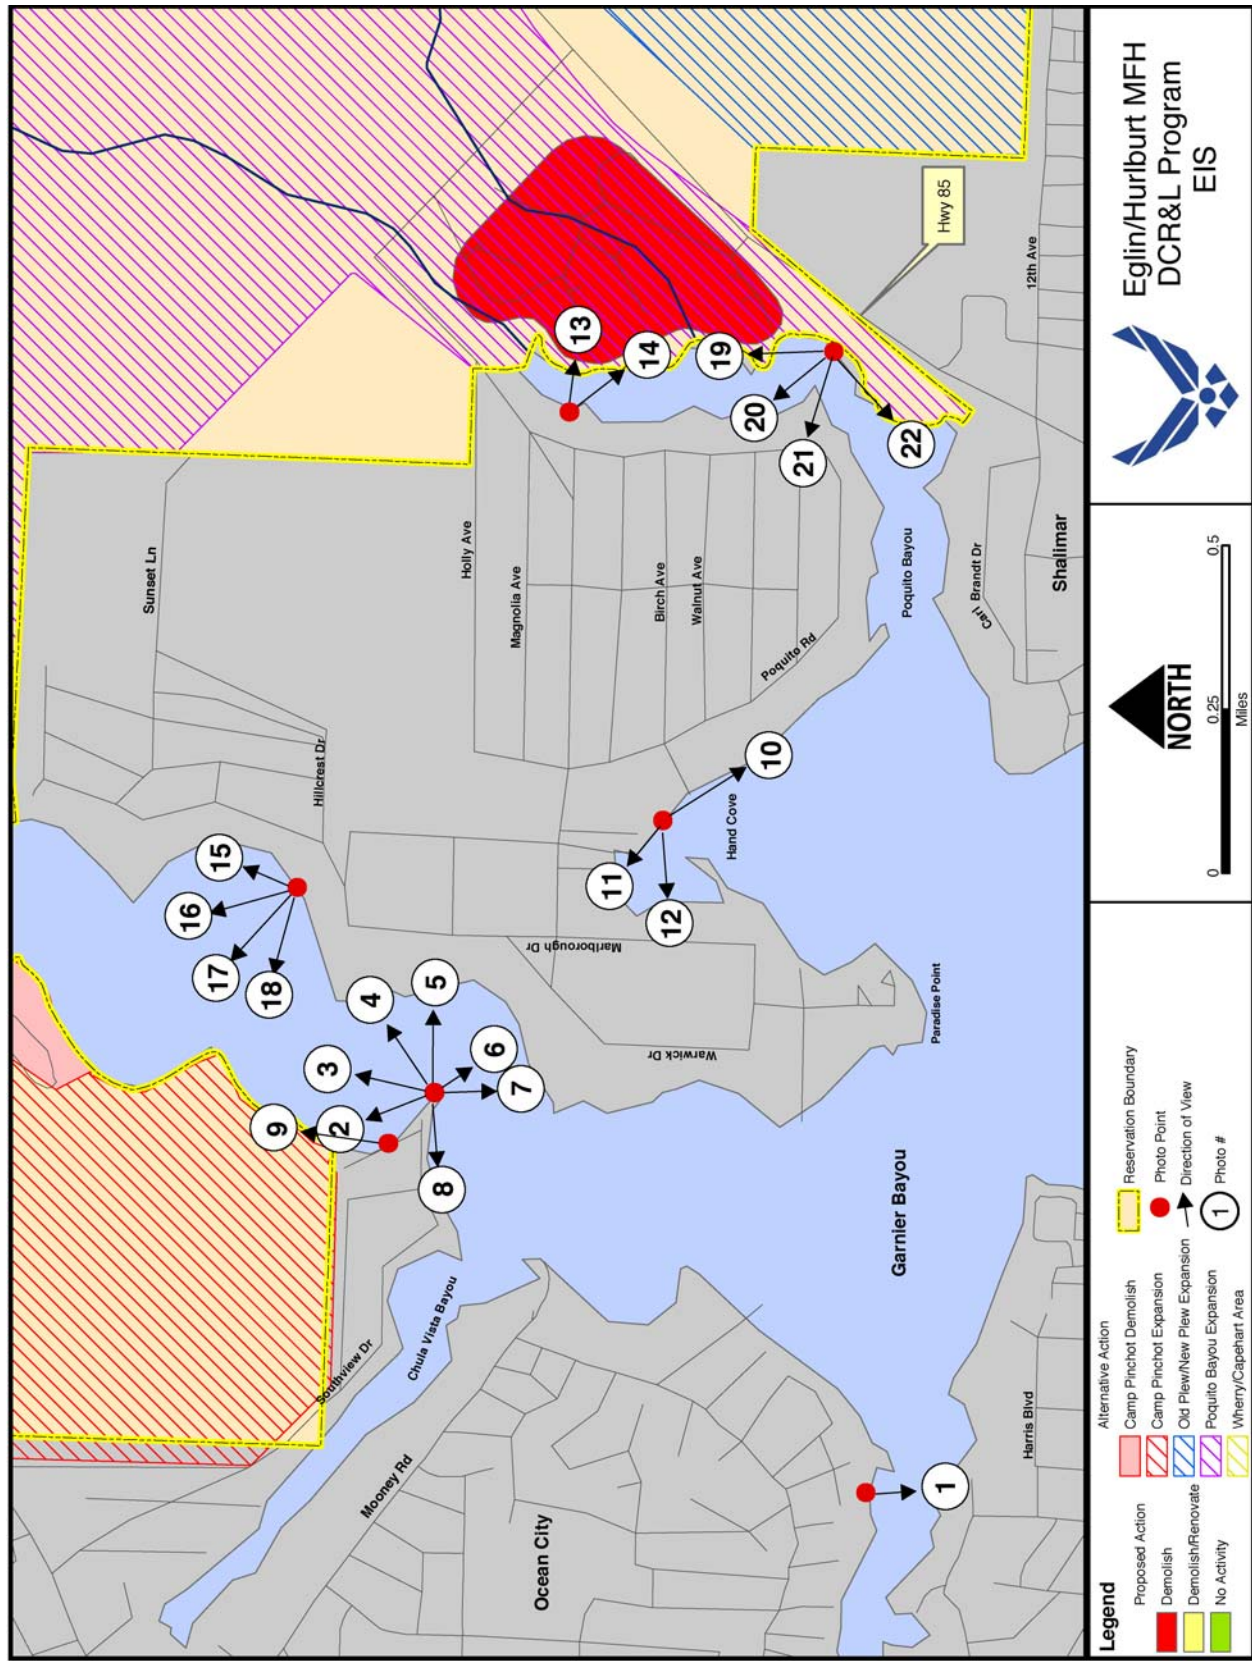 Sunset Ln
Hillcrest Dr
Holly Ave
Magnolia Ave
Birch Ave
Walnut Ave
Poquito Rd
Poquito Bayou
Carl Brandt Dr
Shalimar
12th Ave
Hwy 85
Hand Cove
Marlborough Dr
Warwick Dr
Paradise Point
Garnier Bayou
Chula Vista Bayou
Southview Dr
Mooney Rd
Ocean City
Harris Blvd
1
2
3
4
5
6
7
8
9
10
11
12
13
14
15
16
17
18
19
20
21
22
Legend
Proposed Action
Demolish
Demolish/Renovate
No Activity
Alternative Action
Camp Pinchot Demolish
Camp Pinchot Expansion
Old Plew/New Plew Expansion
Poquito Bayou Expansion
Wherry/Capehart Area
Reservation Boundary
Photo Point
Direction of View
1
Photo #
NORTH
0 0.25 0.5
Miles
Eglin/Hurlburt MFH
DCR&L Program
EIS